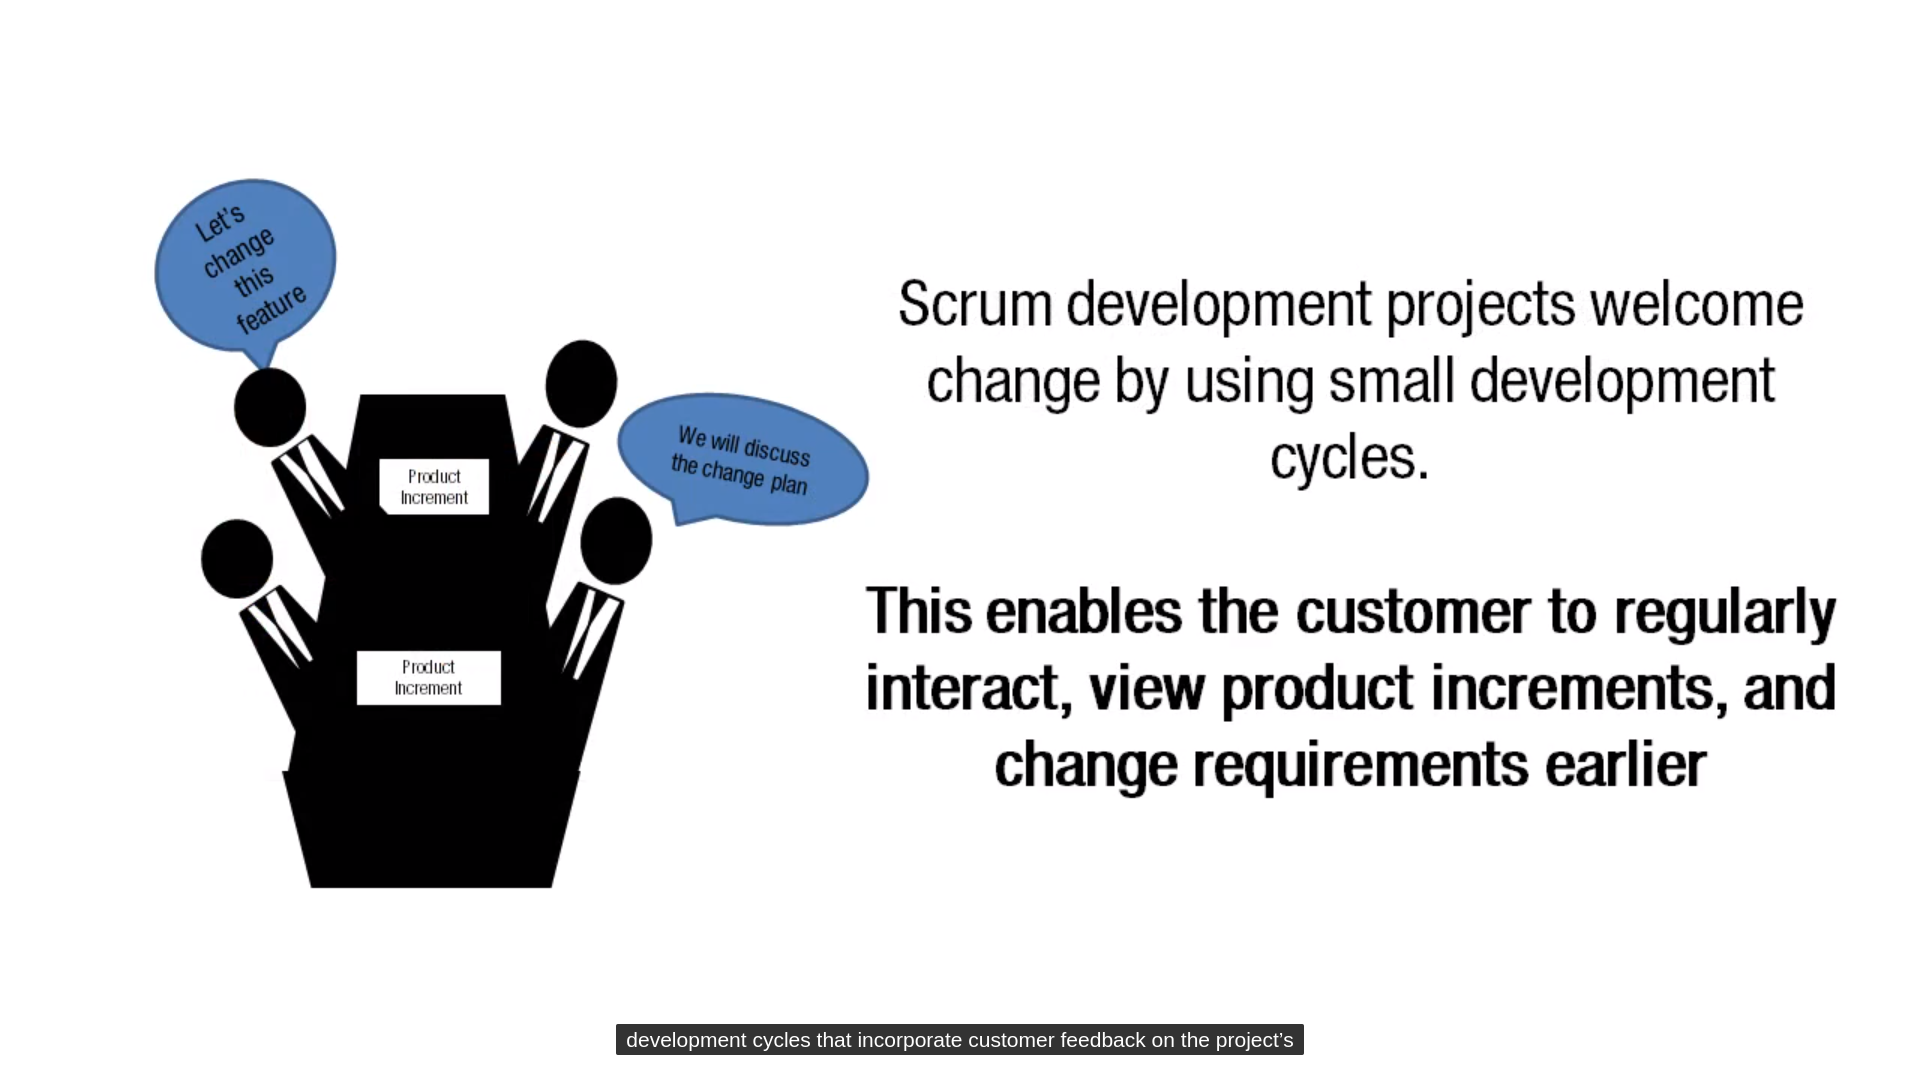 Let's
change
this
feature
We will discuss
the change plan
Product
Increment
Product
Increment
Scrum development projects welcome
change by using small development
cycles.
This enables the customer to regularly
interact, view product increments, and
change requirements earlier
development cycles that incorporate customer feedback on the project’s